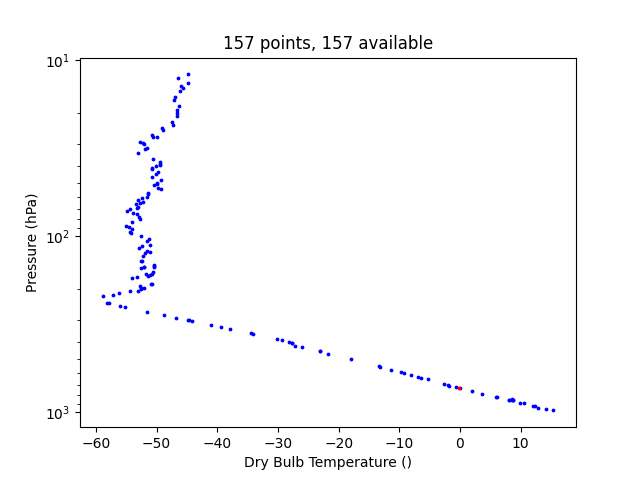 157 points, 157 available
10¹
10²
10³
Pressure (hPa)
−60 −50 −40 −30 −20 −10 0 10
Dry Bulb Temperature ()